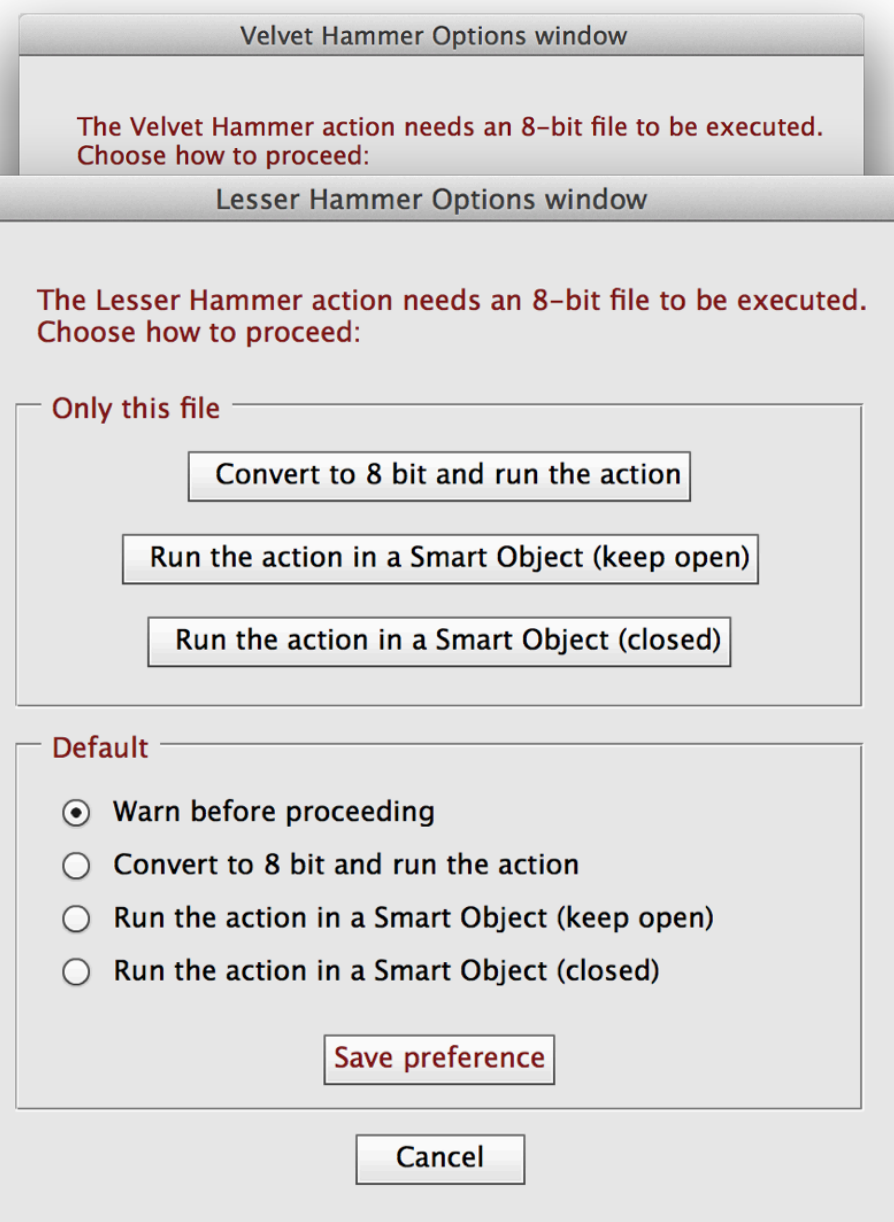 Velvet Hammer Options window
The Velvet Hammer action needs an 8-bit file to be executed.
Choose how to proceed:
Lesser Hammer Options window
The Lesser Hammer action needs an 8-bit file to be executed.
Choose how to proceed:
Only this file
Convert to 8 bit and run the action
Run the action in a Smart Object (keep open)
Run the action in a Smart Object (closed)
Default
Warn before proceeding
Convert to 8 bit and run the action
Run the action in a Smart Object (keep open)
Run the action in a Smart Object (closed)
Save preference
Cancel